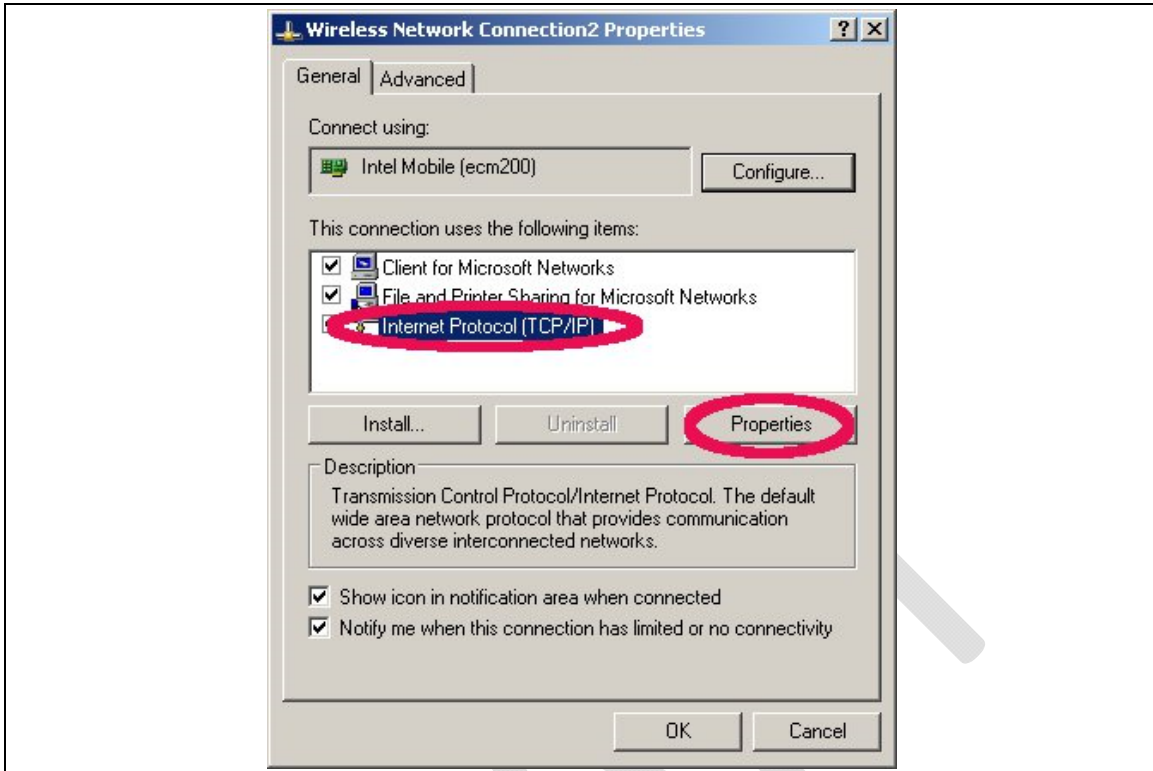 Wireless Network Connection2 Properties
General
Advanced
Connect using:
Intel Mobile (ecm200)
Configure...
This connection uses the following items:
Client for Microsoft Networks
File and Printer Sharing for Microsoft Networks
Internet Protocol (TCP/IP)
Install...
Uninstall
Properties
Description
Transmission Control Protocol/Internet Protocol. The default
wide area network protocol that provides communication
across diverse interconnected networks.
Show icon in notification area when connected
Notify me when this connection has limited or no connectivity
OK
Cancel